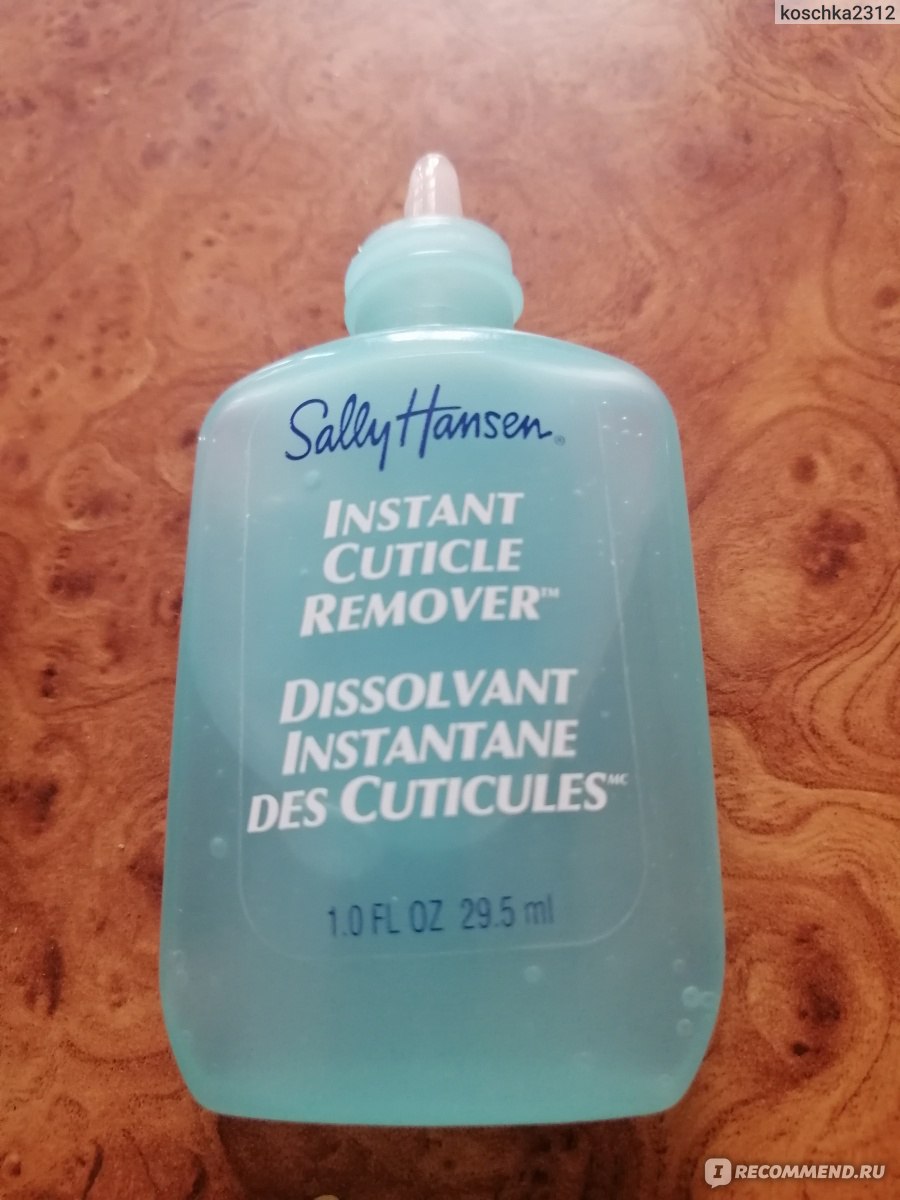 koschka2312
Sally Hansen®
INSTANT
CUTICLE
REMOVER™
DISSOLVANT
INSTANTANE
DES CUTICULES MC
1.0 FL OZ 29.5 ml
I RECOMMEND.RU